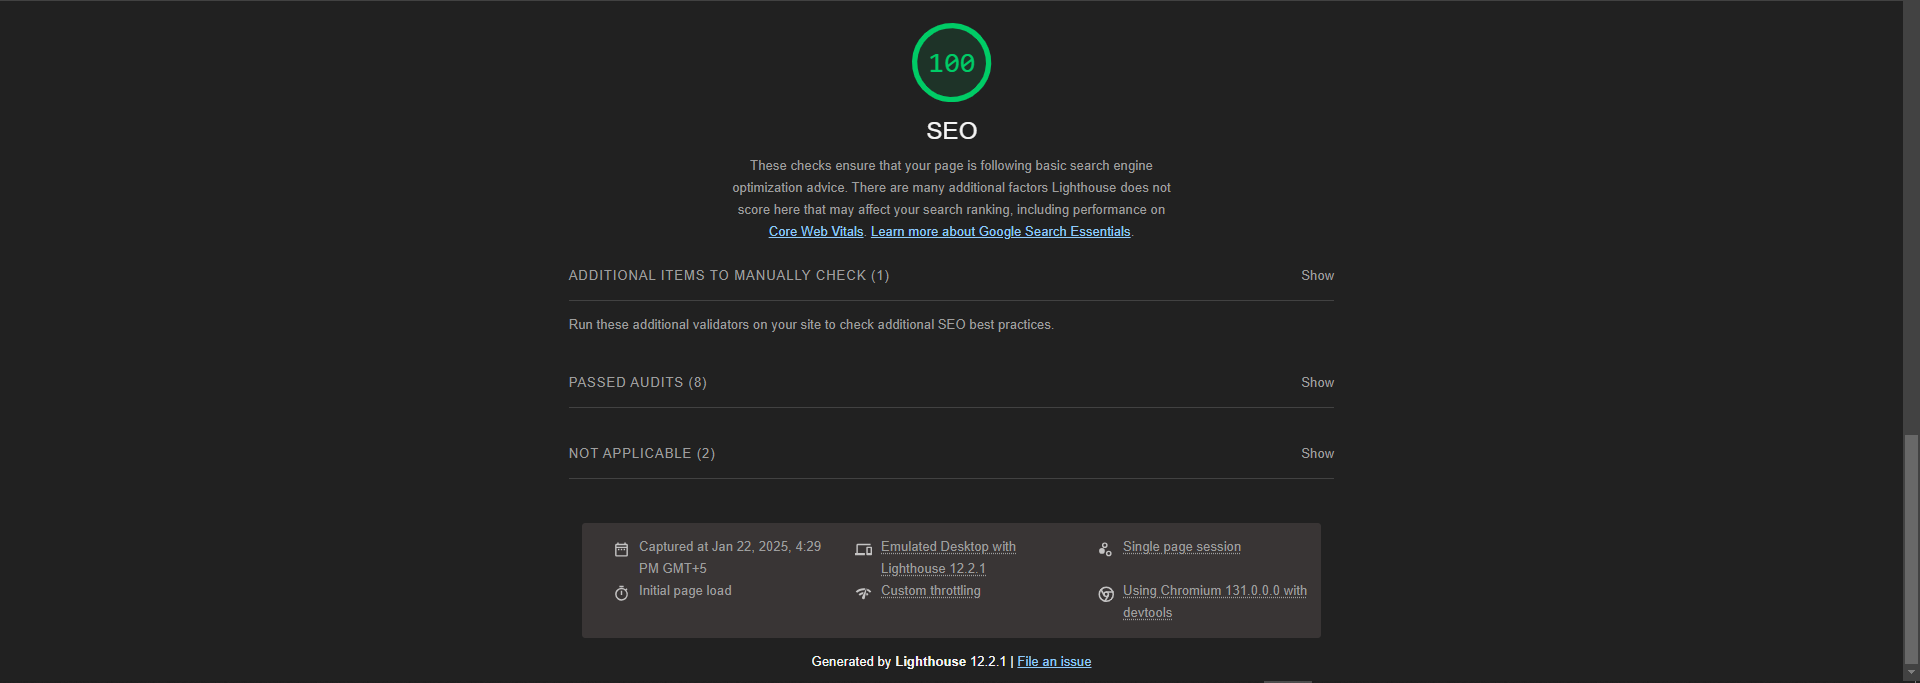 100
SEO
These checks ensure that your page is following basic search engine
optimization advice. There are many additional factors Lighthouse does not
score here that may affect your search ranking, including performance on
Core Web Vitals. Learn more about Google Search Essentials.
ADDITIONAL ITEMS TO MANUALLY CHECK (1) Show
Run these additional validators on your site to check additional SEO best practices.
PASSED AUDITS (8) Show
NOT APPLICABLE (2) Show
Captured at Jan 22, 2025, 4:29
PM GMT+5
Emulated Desktop with
Lighthouse 12.2.1
Single page session
Initial page load
Custom throttling
Using Chromium 131.0.0.0 with
devtools
Generated by Lighthouse 12.2.1 | File an issue